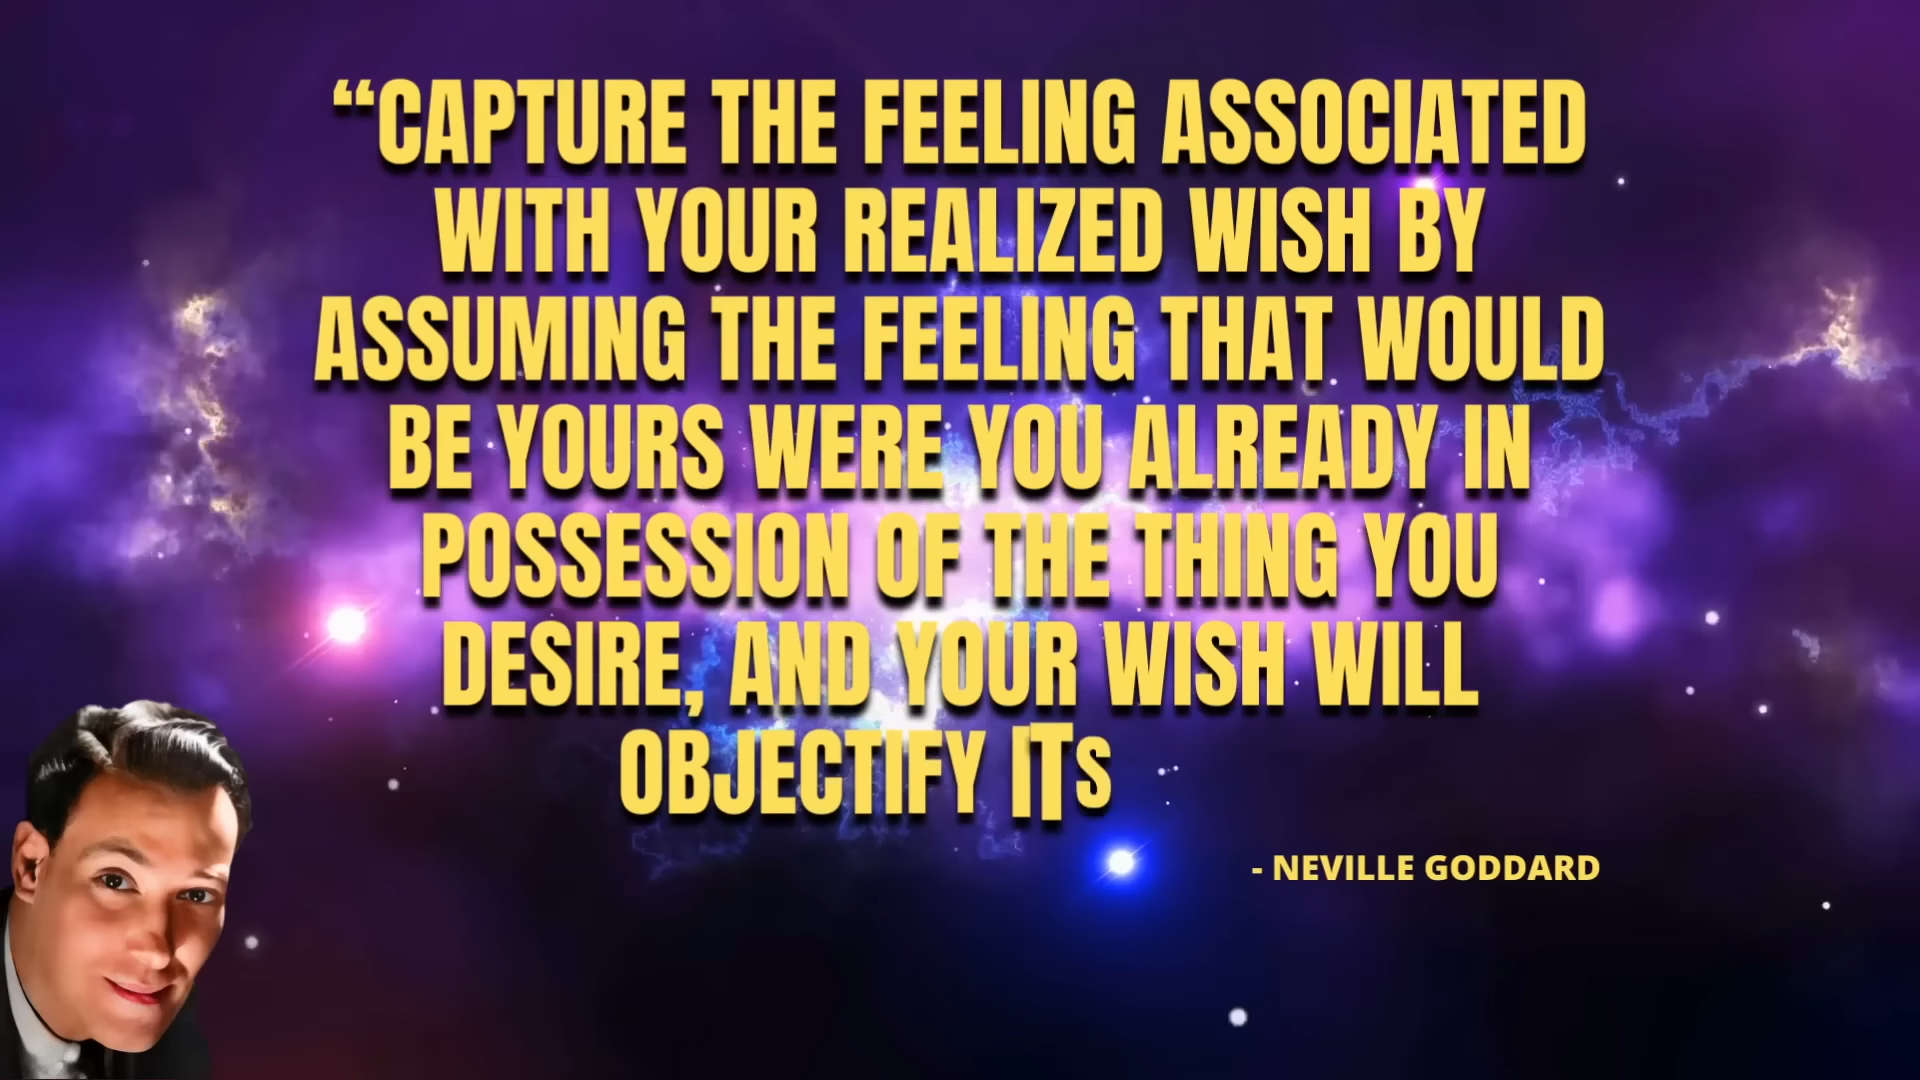 “CAPTURE THE FEELING ASSOCIATED
WITH YOUR REALIZED WISH BY
ASSUMING THE FEELING THAT WOULD
BE YOURS WERE YOU ALREADY IN
POSSESSION OF THE THING YOU
DESIRE, AND YOUR WISH WILL
OBJECTIFY ITS
- NEVILLE GODDARD